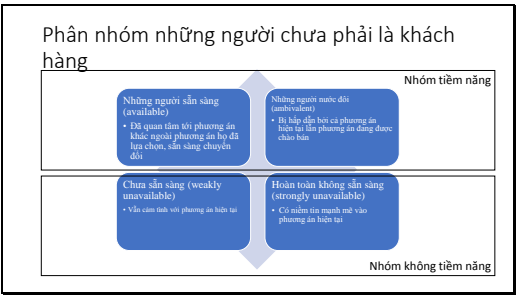 Phân nhóm những người chưa phải là khách
hàng
Nhóm tiềm năng
Những người sẵn sàng
(available)
• Đã quan tâm tới phương án
khác ngoài phương án họ đã
lựa chọn, sẵn sàng chuyển
đổi
Những người nước đôi
(ambivalent)
• Bị hấp dẫn bởi cả phương án
hiện tại lẫn phương án đang được
chào bán
Chưa sẵn sàng (weakly
unavailable)
• Vẫn cảm tình với phương án hiện tại
Hoàn toàn không sẵn sàng
(strongly unavailable)
• Có niềm tin mạnh mẽ vào
phương án hiện tại
Nhóm không tiềm năng